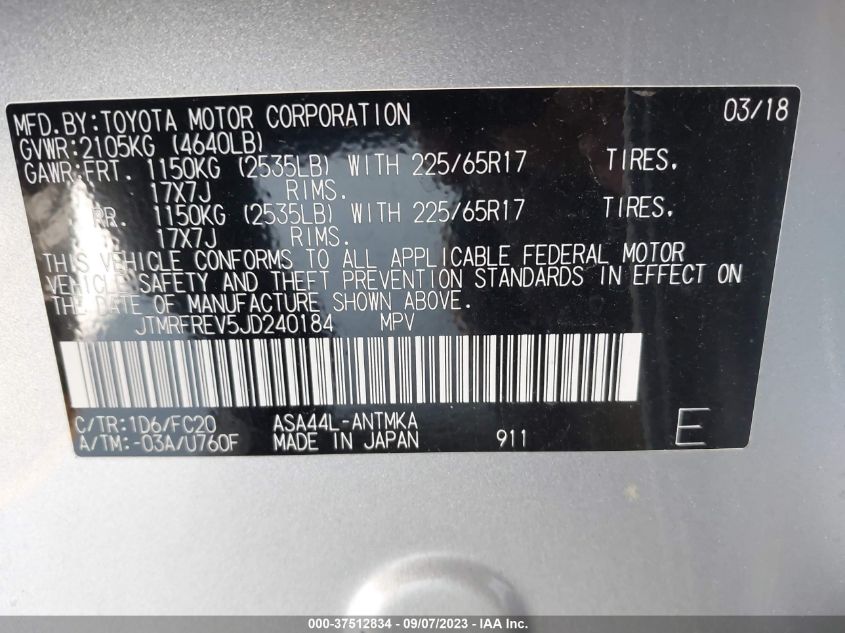 MFD.BY:TOYOTA MOTOR CORPORATION 03/18
GVWR:2105KG (4640LB)
GAWR:FRT. 1150KG (2535LB) WITH 225/65R17 TIRES.
17X7J RIMS.
RR. 1150KG (2535LB) WITH 225/65R17 TIRES.
17X7J RIMS.
THIS VEHICLE CONFORMS TO ALL APPLICABLE FEDERAL MOTOR
VEHICLE SAFETY AND THEFT PREVENTION STANDARDS IN EFFECT ON
THE DATE OF MANUFACTURE SHOWN ABOVE.
JTMRFREV5JD240184 MPV
C/TR:1D6/FC20 ASA44L-ANTMKA
A/TM:-03A/U760F MADE IN JAPAN 911 E
000-37512834 - 09/07/2023 - IAA Inc.